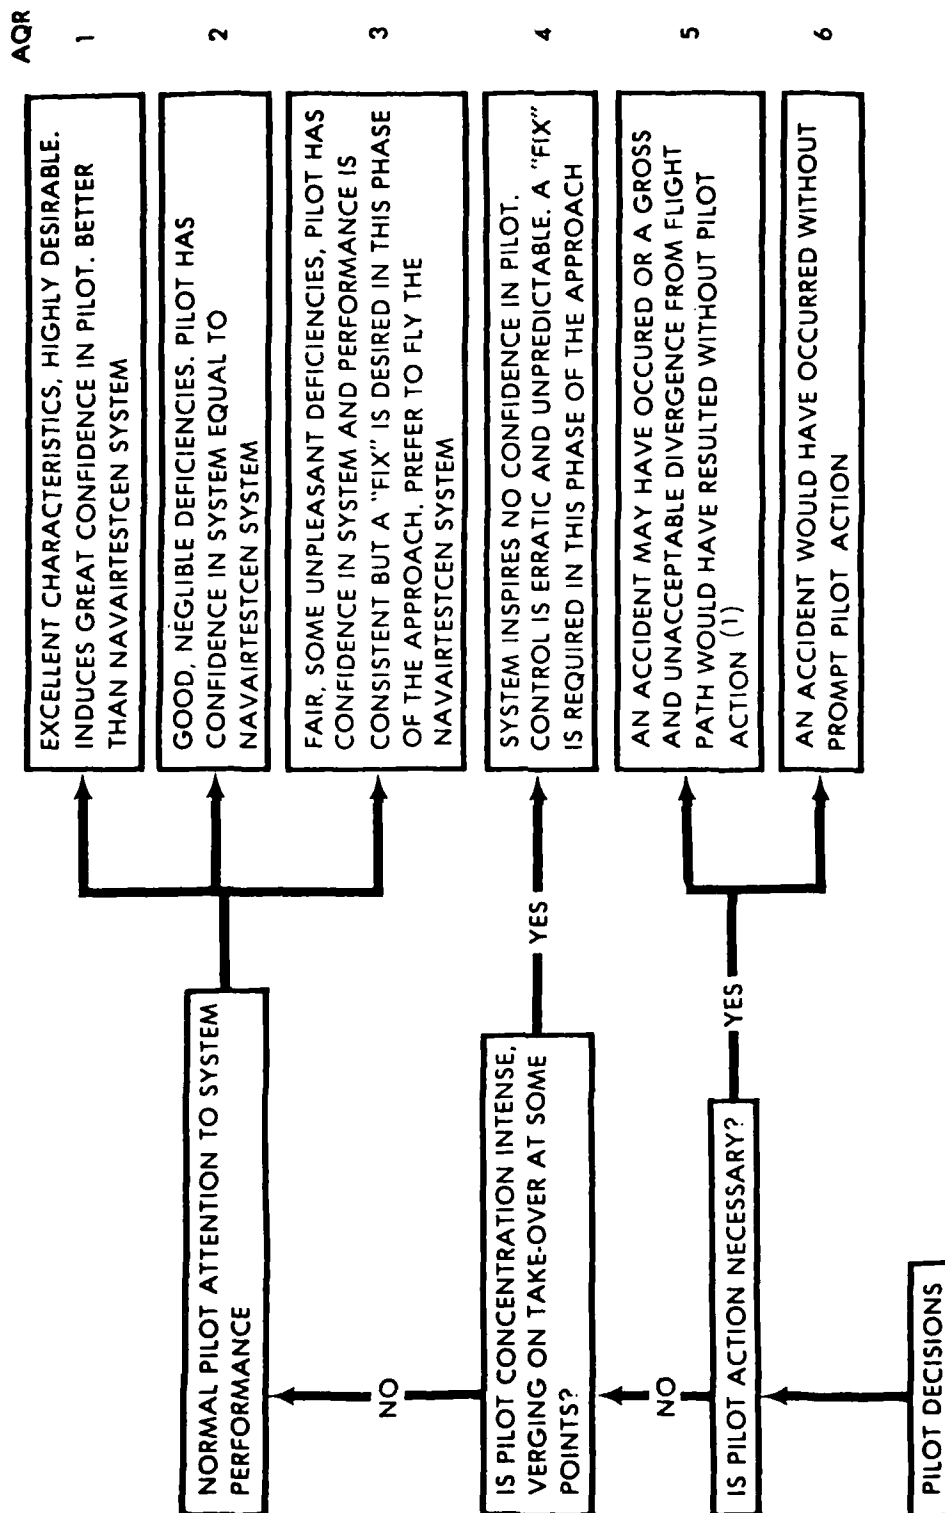 AQR
EXCELLENT CHARACTERISTICS, HIGHLY DESIRABLE.
INDUCES GREAT CONFIDENCE IN PILOT. BETTER
THAN NAVAIRTESTCEN SYSTEM
1
NORMAL PILOT ATTENTION TO SYSTEM
PERFORMANCE
GOOD, NEGLIBLE DEFICIENCIES. PILOT HAS
CONFIDENCE IN SYSTEM EQUAL TO
NAVAIRTESTCEN SYSTEM
2
FAIR, SOME UNPLEASANT DEFICIENCIES, PILOT HAS
CONFIDENCE IN SYSTEM AND PERFORMANCE IS
CONSISTENT BUT A "FIX" IS DESIRED IN THIS PHASE
OF THE APPROACH, PREFER TO FLY THE
NAVAIRTESTCEN SYSTEM
3
NO
IS PILOT CONCENTRATION INTENSE,
VERGING ON TAKE-OVER AT SOME
POINTS?
YES
SYSTEM INSPIRES NO CONFIDENCE IN PILOT.
CONTROL IS ERRATIC AND UNPREDICTABLE. A "FIX"
IS REQUIRED IN THIS PHASE OF THE APPROACH
4
NO
IS PILOT ACTION NECESSARY?
YES
AN ACCIDENT MAY HAVE OCCURED OR A GROSS
AND UNACCEPTABLE DIVERGENCE FROM FLIGHT
PATH WOULD HAVE RESULTED WITHOUT PILOT
ACTION (1)
5
AN ACCIDENT WOULD HAVE OCCURRED WITHOUT
PROMPT PILOT ACTION
6
PILOT DECISIONS